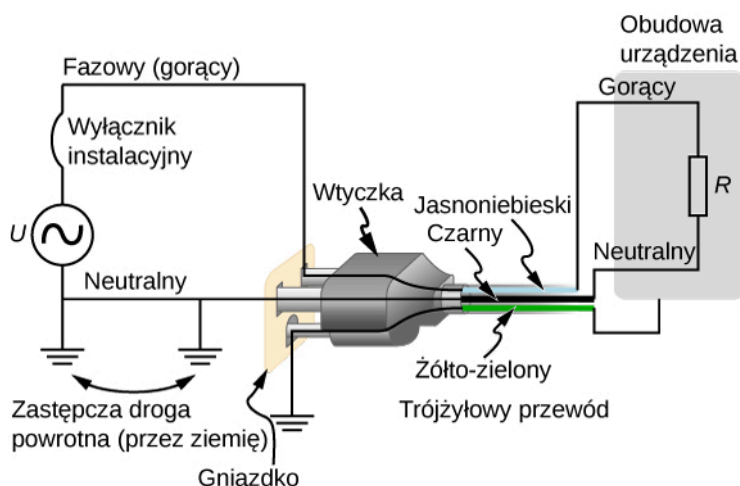 Obudowa
urządzenia
Fazowy (gorący)
Gorący
Wyłącznik
instalacyjny
Wtyczka
Jasnoniebieski
Czarny
R
U
Neutralny
Neutralny
Żółto-zielony
Zastępcza droga
powrotna (przez ziemię)
Trójżyłowy przewód
Gniazdko